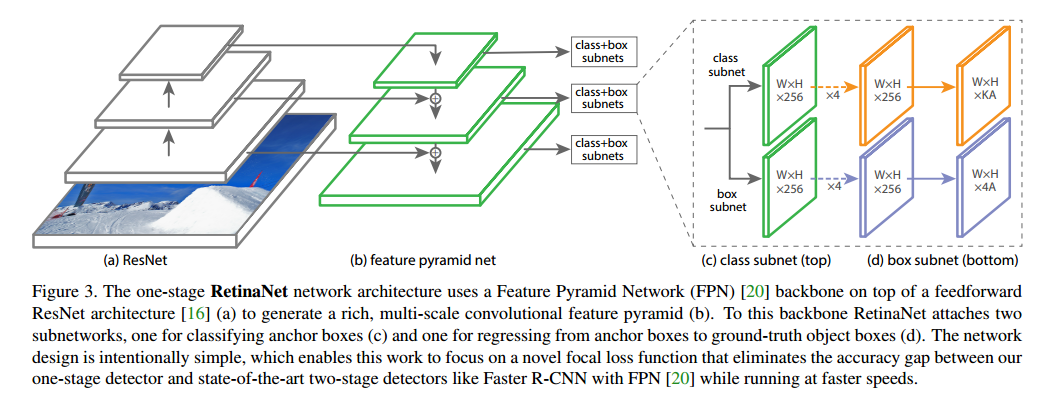 class+box
subnets
class+box
subnets
class+box
subnets
class
subnet
W×H
×256
×4
W×H
×256
W×H
×KA
box
subnet
W×H
×256
×4
W×H
×256
W×H
×4A
(a) ResNet
(b) feature pyramid net
(c) class subnet (top)
(d) box subnet (bottom)
Figure 3. The one-stage RetinaNet network architecture uses a Feature Pyramid Network (FPN) [20] backbone on top of a feedforward
ResNet architecture [16] (a) to generate a rich, multi-scale convolutional feature pyramid (b). To this backbone RetinaNet attaches two
subnetworks, one for classifying anchor boxes (c) and one for regressing from anchor boxes to ground-truth object boxes (d). The network
design is intentionally simple, which enables this work to focus on a novel focal loss function that eliminates the accuracy gap between our
one-stage detector and state-of-the-art two-stage detectors like Faster R-CNN with FPN [20] while running at faster speeds.